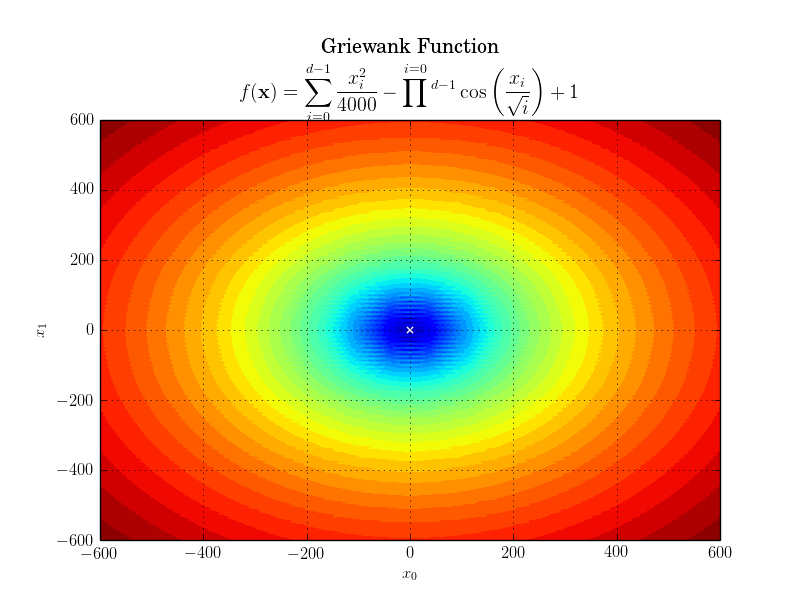 Griewank Function
f(x) = ∑_{i=0}^{d−1} x_i^2/4000 − ∏^{i=0 d−1} cos(x_i/√i) + 1
600
400
200
0
−200
−400
−600
−600 −400 −200 0 200 400 600
x_1
x_0